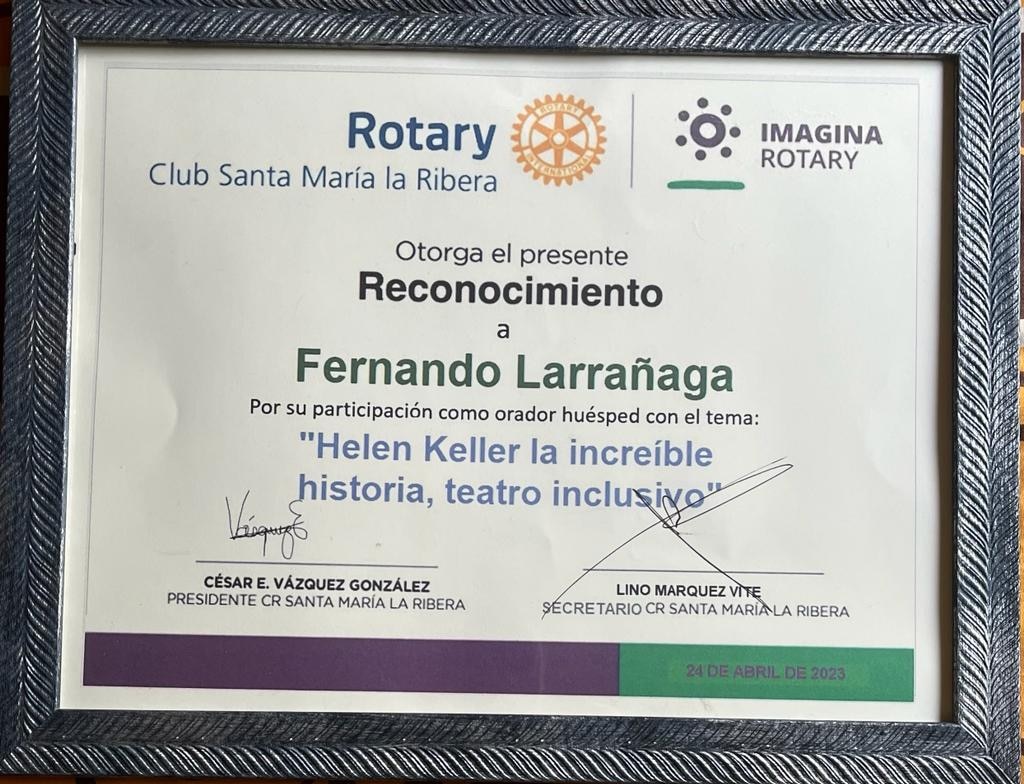 Rotary
Club Santa María la Ribera
ROTARY
INTERNATIONAL
IMAGINA
ROTARY
Otorga el presente
Reconocimiento
a
Fernando Larrañaga
Por su participación como orador huésped con el tema:
"Helen Keller la increíble
historia, teatro inclusivo"
CÉSAR E. VÁZQUEZ GONZÁLEZ
PRESIDENTE CR SANTA MARÍA LA RIBERA
LINO MARQUEZ VITE
SECRETARIO CR SANTA MARÍA LA RIBERA
24 DE ABRIL DE 2023